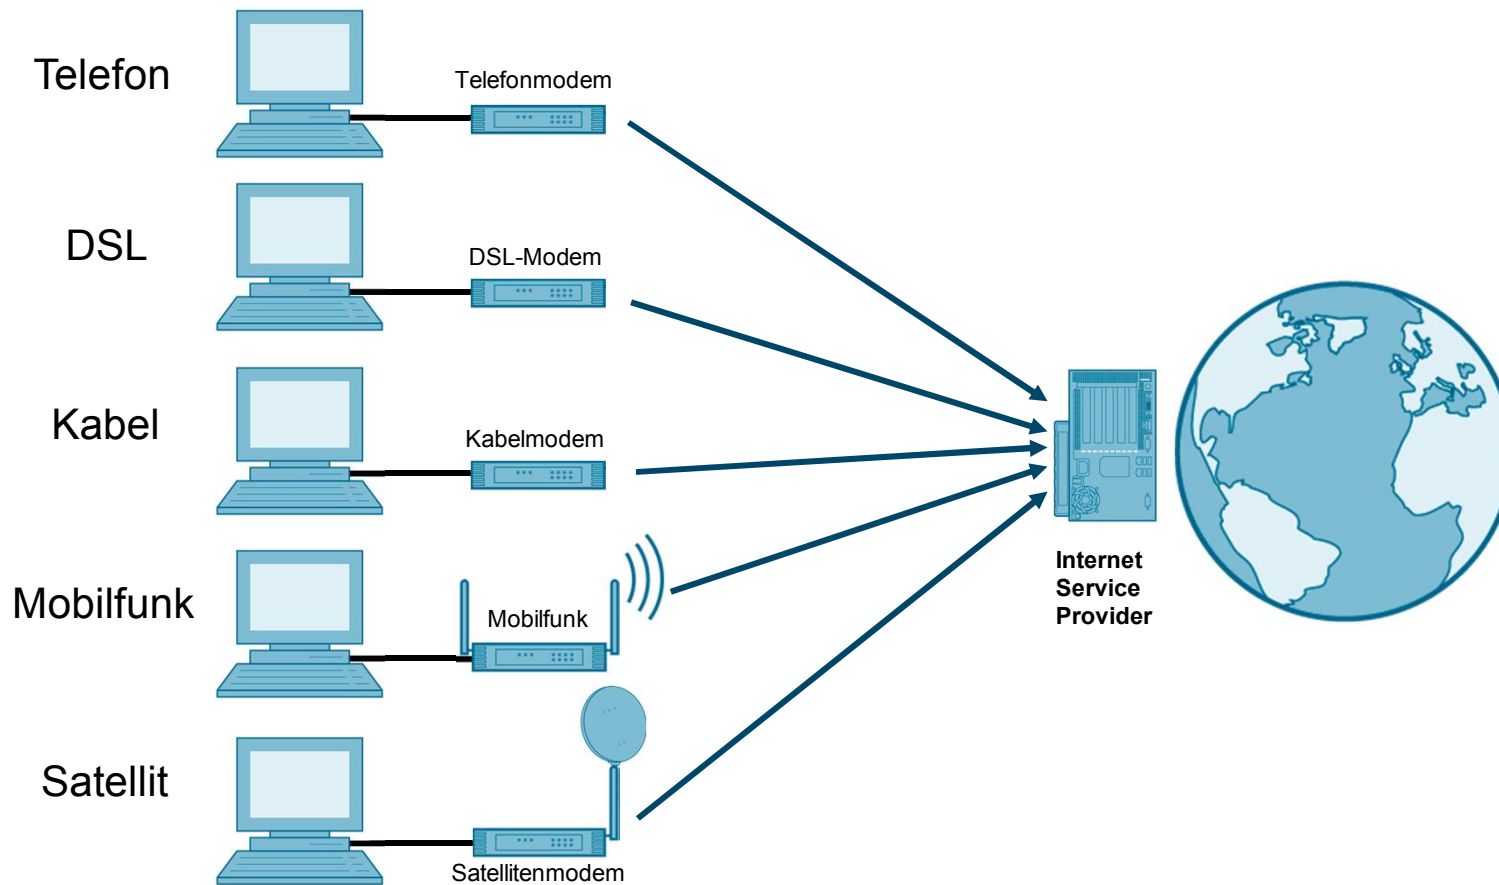 Telefon
Telefonmodem
DSL
DSL-Modem
Kabel
Kabelmodem
Mobilfunk
Mobilfunk
Satellit
Satellitenmodem
Internet
Service
Provider